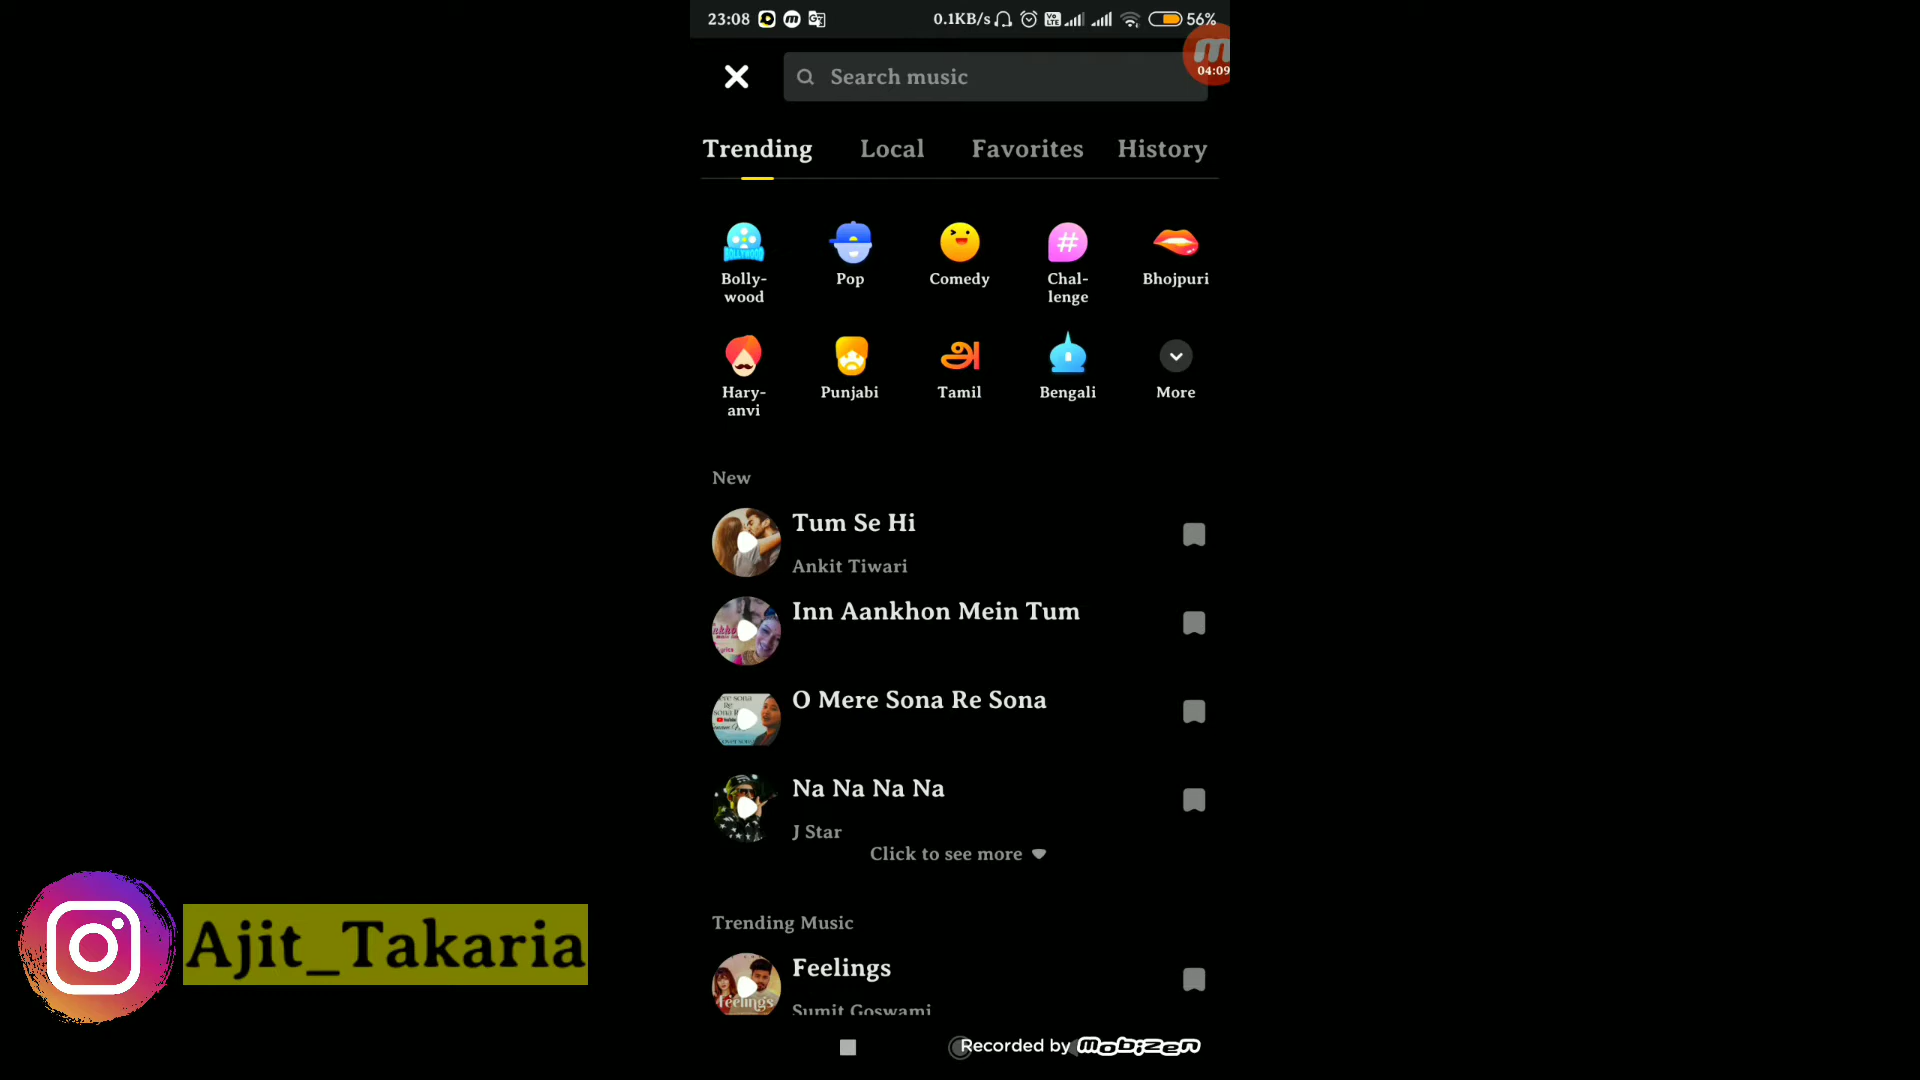 23:08 0.1KB/s 56%
04:09
Search music
Trending Local Favorites History
Bolly-
wood
Pop
Comedy
Chal-
lenge
Bhojpuri
BOLLYWOOD
Hary-
anvi
Punjabi
அ
Tamil
Bengali
More
New
Tum Se Hi
Ankit Tiwari
Inn Aankhon Mein Tum
O Mere Sona Re Sona
Na Na Na Na
J Star
Click to see more
Trending Music
Feelings
feelings
Sumit Goswami
Ajit_Takaria
Recorded by mobizen